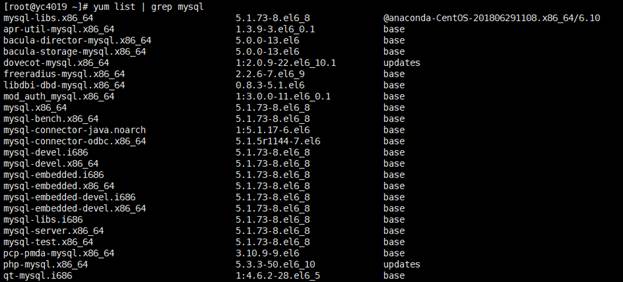 [root@yc4019 ~]# yum list | grep mysql
mysql-libs.x86_64 5.1.73-8.el6_8 @anaconda-CentOS-201806291108.x86_64/6.10
apr-util-mysql.x86_64 1.3.9-3.el6_0.1 base
bacula-director-mysql.x86_64 5.0.0-13.el6 base
bacula-storage-mysql.x86_64 5.0.0-13.el6 base
dovecot-mysql.x86_64 1:2.0.9-22.el6_10.1 updates
freeradius-mysql.x86_64 2.2.6-7.el6_9 base
libdbi-dbd-mysql.x86_64 0.8.3-5.1.el6 base
mod_auth_mysql.x86_64 1:3.0.0-11.el6_0.1 base
mysql.x86_64 5.1.73-8.el6_8 base
mysql-bench.x86_64 5.1.73-8.el6_8 base
mysql-connector-java.noarch 1:5.1.17-6.el6 base
mysql-connector-odbc.x86_64 5.1.5r1144-7.el6 base
mysql-devel.i686 5.1.73-8.el6_8 base
mysql-devel.x86_64 5.1.73-8.el6_8 base
mysql-embedded.i686 5.1.73-8.el6_8 base
mysql-embedded.x86_64 5.1.73-8.el6_8 base
mysql-embedded-devel.i686 5.1.73-8.el6_8 base
mysql-embedded-devel.x86_64 5.1.73-8.el6_8 base
mysql-libs.i686 5.1.73-8.el6_8 base
mysql-server.x86_64 5.1.73-8.el6_8 base
mysql-test.x86_64 5.1.73-8.el6_8 base
pcp-pmda-mysql.x86_64 3.10.9-9.el6 base
php-mysql.x86_64 5.3.3-50.el6_10 updates
qt-mysql.i686 1:4.6.2-28.el6_5 base